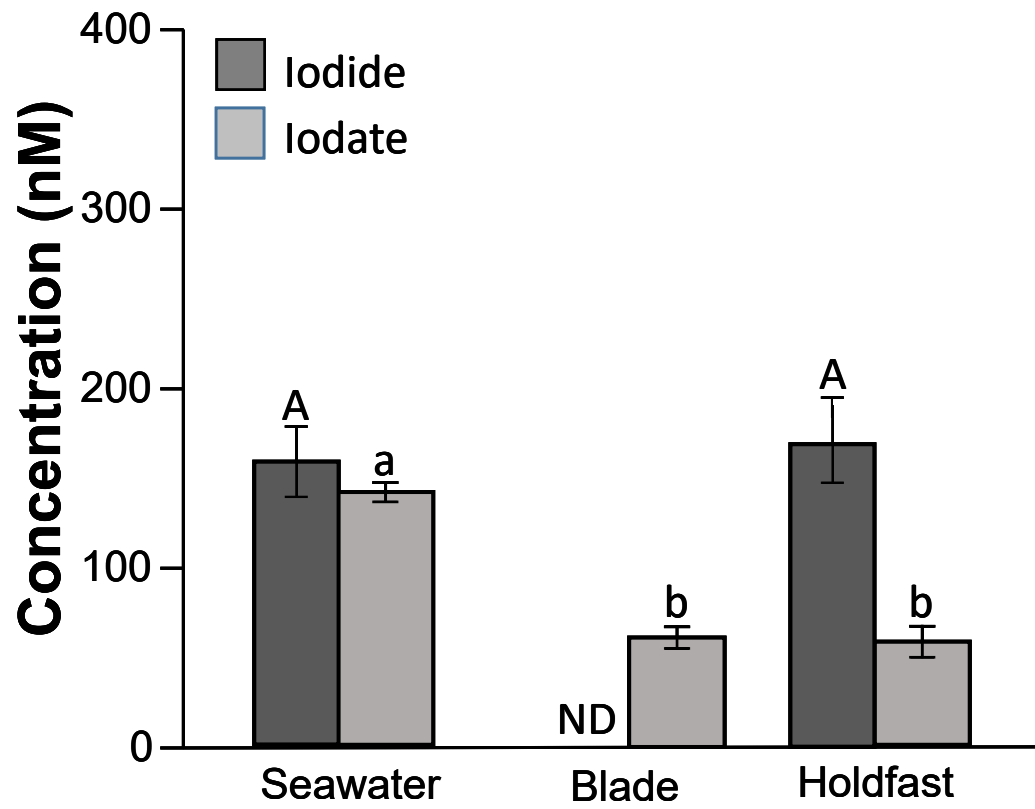 Concentration (nM)
400
300
200
100
0
Iodide
Iodate
A
a
ND
b
A
b
Seawater
Blade
Holdfast